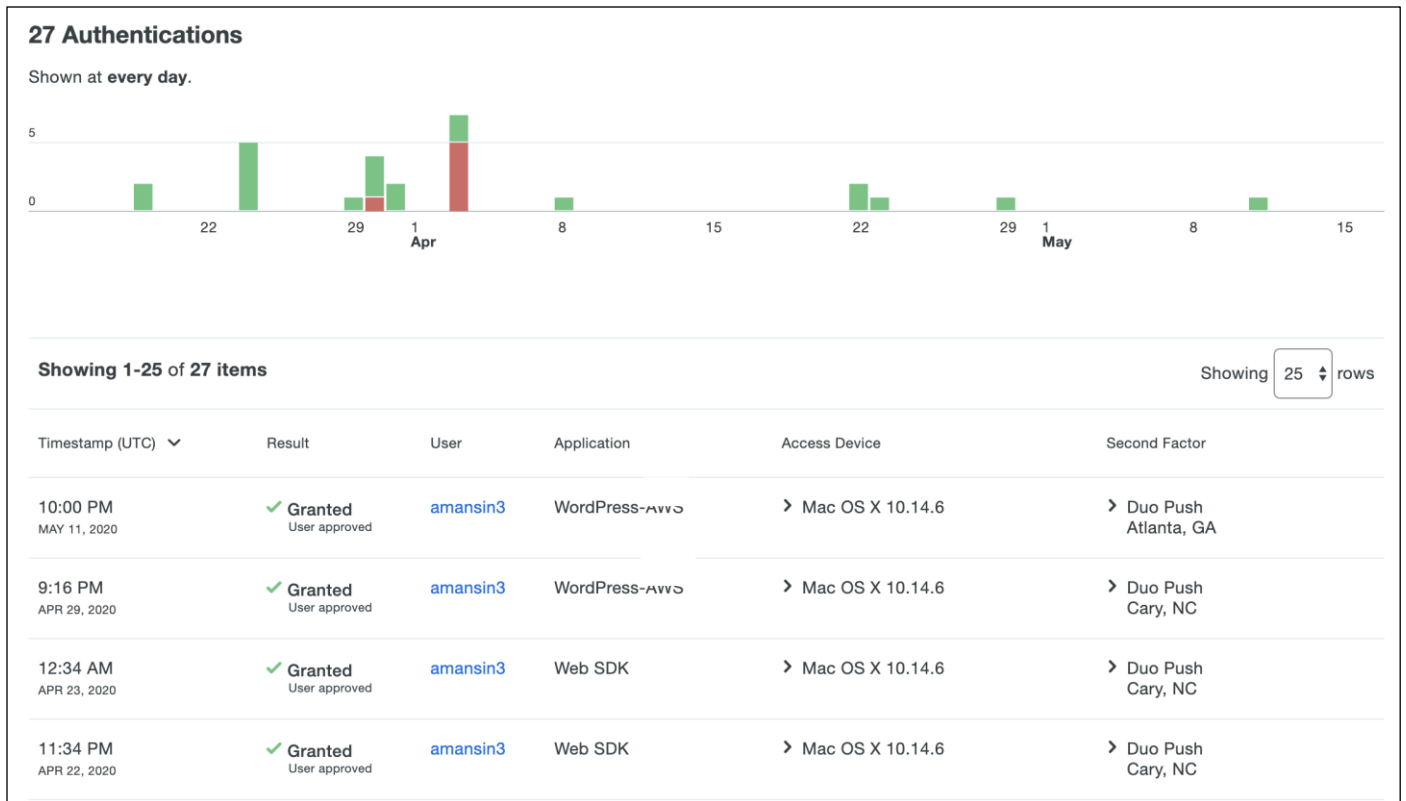 27 Authentications
Shown at every day.
5
0
22 29 1 8 15 22 29 1 8 15
Apr May
Showing 1-25 of 27 items
Showing 25 rows
Timestamp (UTC) Result User Application Access Device Second Factor
10:00 PM Granted amansin3 WordPress-AWS Mac OS X 10.14.6 Duo Push
MAY 11, 2020 User approved Atlanta, GA
9:16 PM Granted amansin3 WordPress-AWS Mac OS X 10.14.6 Duo Push
APR 29, 2020 User approved Cary, NC
12:34 AM Granted amansin3 Web SDK Mac OS X 10.14.6 Duo Push
APR 23, 2020 User approved Cary, NC
11:34 PM Granted amansin3 Web SDK Mac OS X 10.14.6 Duo Push
APR 22, 2020 User approved Cary, NC